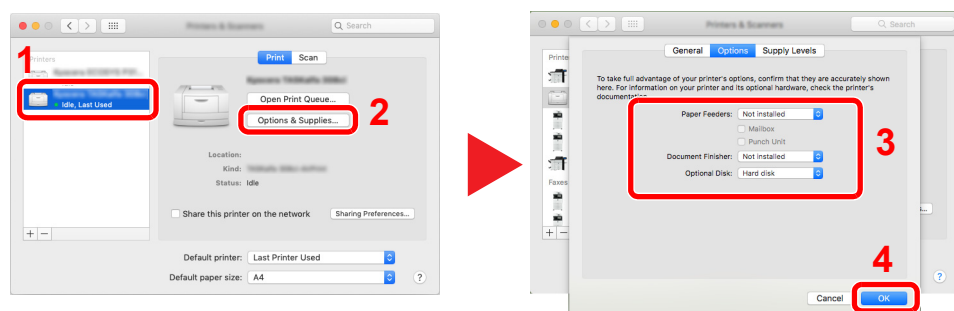 Search
1
Printers
Print Scan
Idle, Last Used
Open Print Queue...
Options & Supplies...
2
Location:
Kind:
Status: Idle
Share this printer on the network
Sharing Preferences...
+ −
Default printer: Last Printer Used
Default paper size: A4
?
Printers & Scanners
Search
Printe
General Options Supply Levels
To take full advantage of your printer's options, confirm that they are accurately shown
here. For information on your printer and its optional hardware, check the printer's
documentation.
Paper Feeders: Not installed
Mailbox
Punch Unit
Document Finisher: Not installed
Optional Disk: Hard disk
3
Faxes
s...
+ −
4
?
Cancel OK